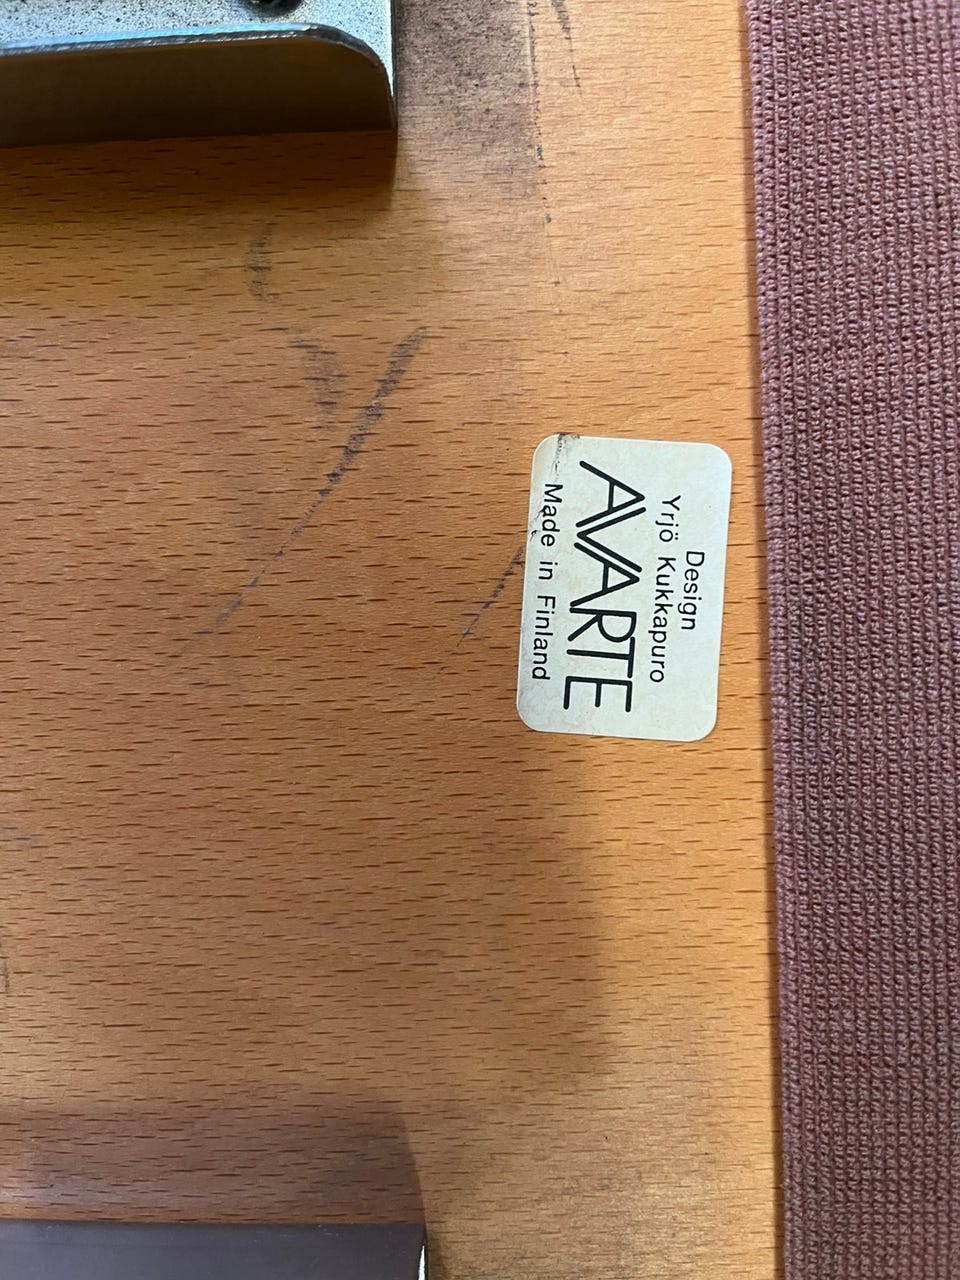 Design
Yrjö Kukkapuro
AVARTE
Made in Finland